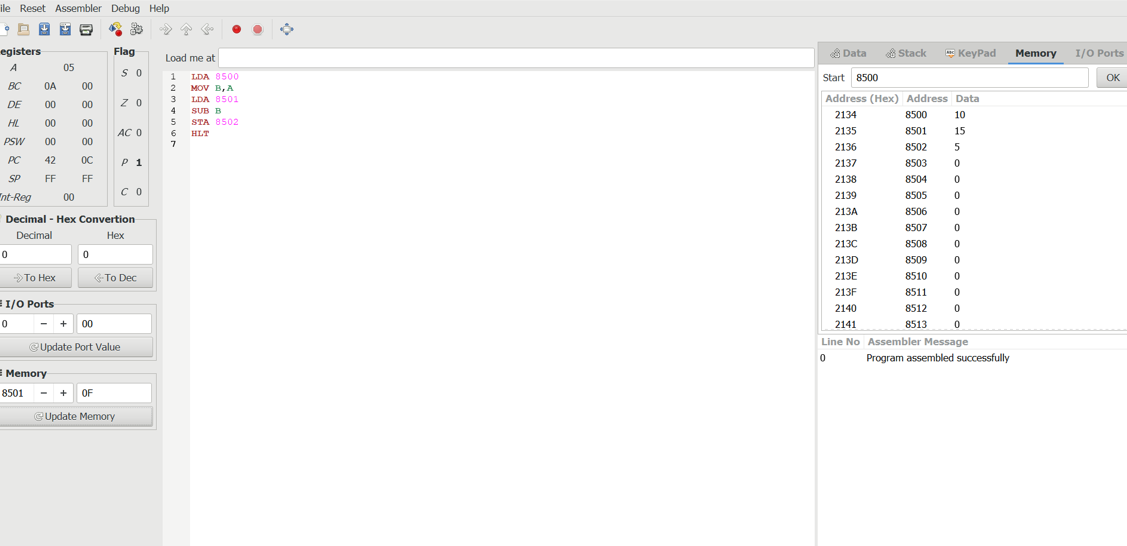 ile Reset Assembler Debug Help
egisters
A 05
BC 0A 00
DE 00 00
HL 00 00
PSW 00 00
PC 42 0C
SP FF FF
Int-Reg 00
Flag
S 0
Z 0
AC 0
P 1
C 0
Decimal - Hex Convertion
Decimal Hex
0 0
To Hex To Dec
I/O Ports
0 − + 00
Update Port Value
Memory
8501 − + 0F
Update Memory
Load me at
1 LDA 8500
2 MOV B,A
3 LDA 8501
4 SUB B
5 STA 8502
6 HLT
7
Data Stack KeyPad Memory I/O Ports
Start 8500 OK
Address (Hex) Address Data
2134 8500 10
2135 8501 15
2136 8502 5
2137 8503 0
2138 8504 0
2139 8505 0
213A 8506 0
213B 8507 0
213C 8508 0
213D 8509 0
213E 8510 0
213F 8511 0
2140 8512 0
2141 8513 0
Line No Assembler Message
0 Program assembled successfully